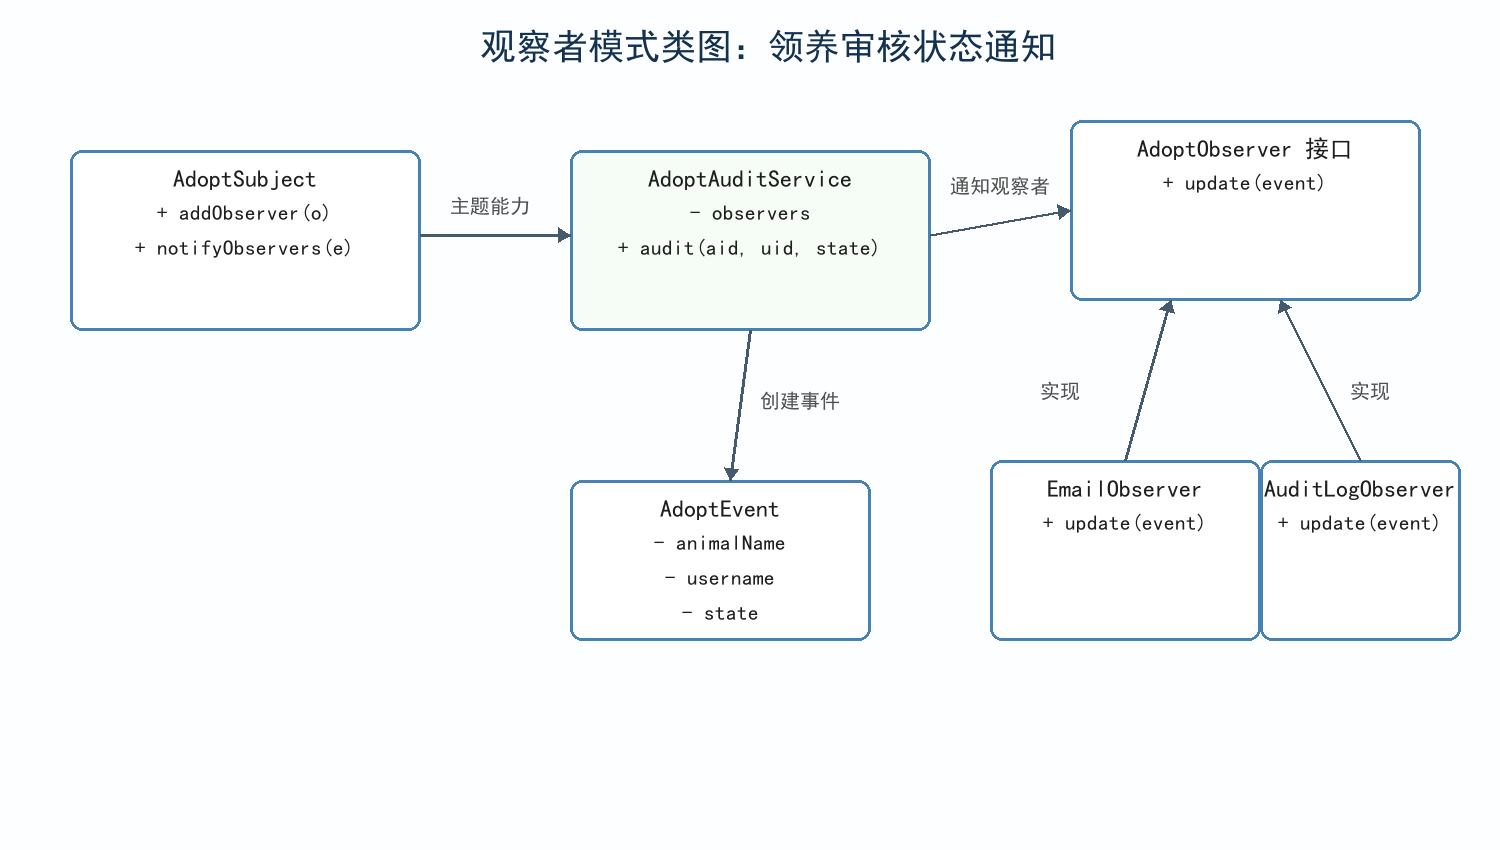 观察者模式类图：领养审核状态通知
AdoptSubject
+ addObserver(o)
+ notifyObservers(e)
主题能力
AdoptAuditService
- observers
+ audit(aid, uid, state)
通知观察者
AdoptObserver 接口
+ update(event)
创建事件
实现
实现
AdoptEvent
- animalName
- username
- state
EmailObserver
+ update(event)
AuditLogObserver
+ update(event)